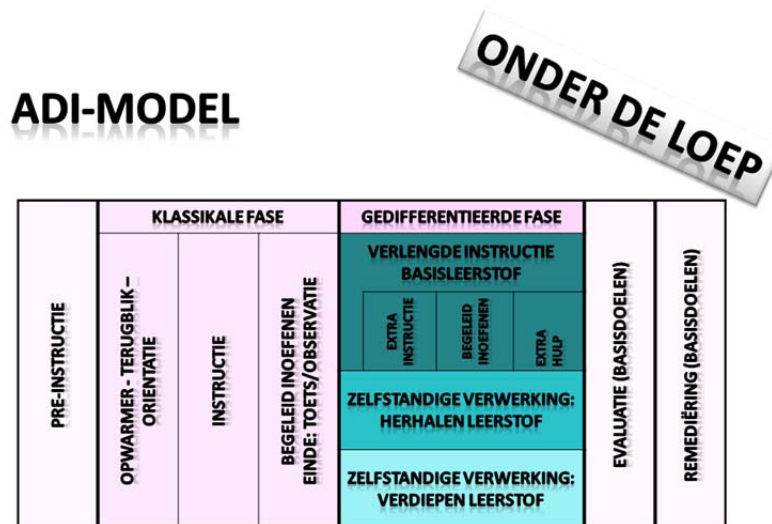 ONDER DE LOEP
ADI-MODEL
PRE-INSTRUCTIE
KLASSIKALE FASE
OPWARMER - TERUGBLIK –
ORIENTATIE
INSTRUCTIE
BEGELEID INOEFENEN
EINDE: TOETS/OBSERVATIE
GEDIFFERENTIEERDE FASE
VERLENGDE INSTRUCTIE
BASISLEERSTOF
EXTRA
INSTRUCTIE
BEGELEID
INOEFENEN
EXTRA
HULP
ZELFSTANDIGE VERWERKING:
HERHALEN LEERSTOF
ZELFSTANDIGE VERWERKING:
VERDIEPEN LEERSTOF
EVALUATIE (BASISDOELEN)
REMEDIËRING (BASISDOELEN)